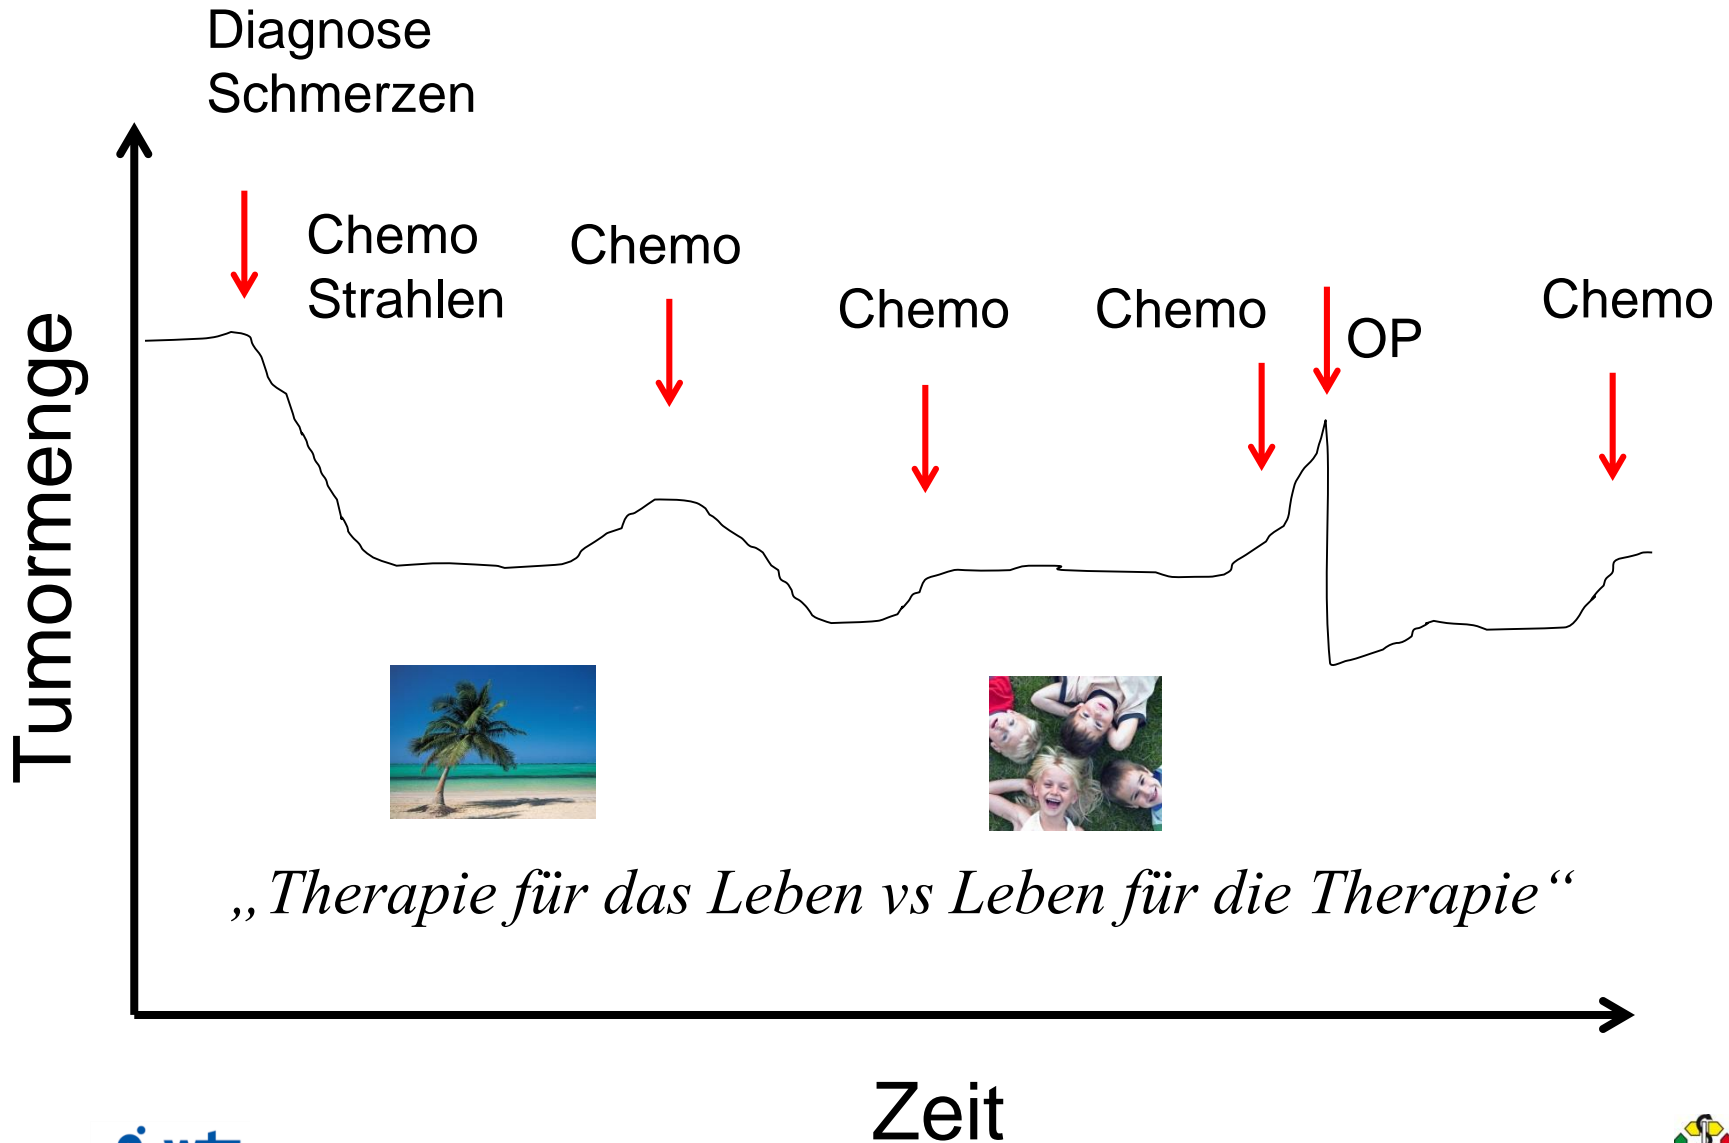 Diagnose
Schmerzen
Chemo
Strahlen
Chemo
Chemo
Chemo
OP
Chemo
Tumormenge
„Therapie für das Leben vs Leben für die Therapie“
Zeit